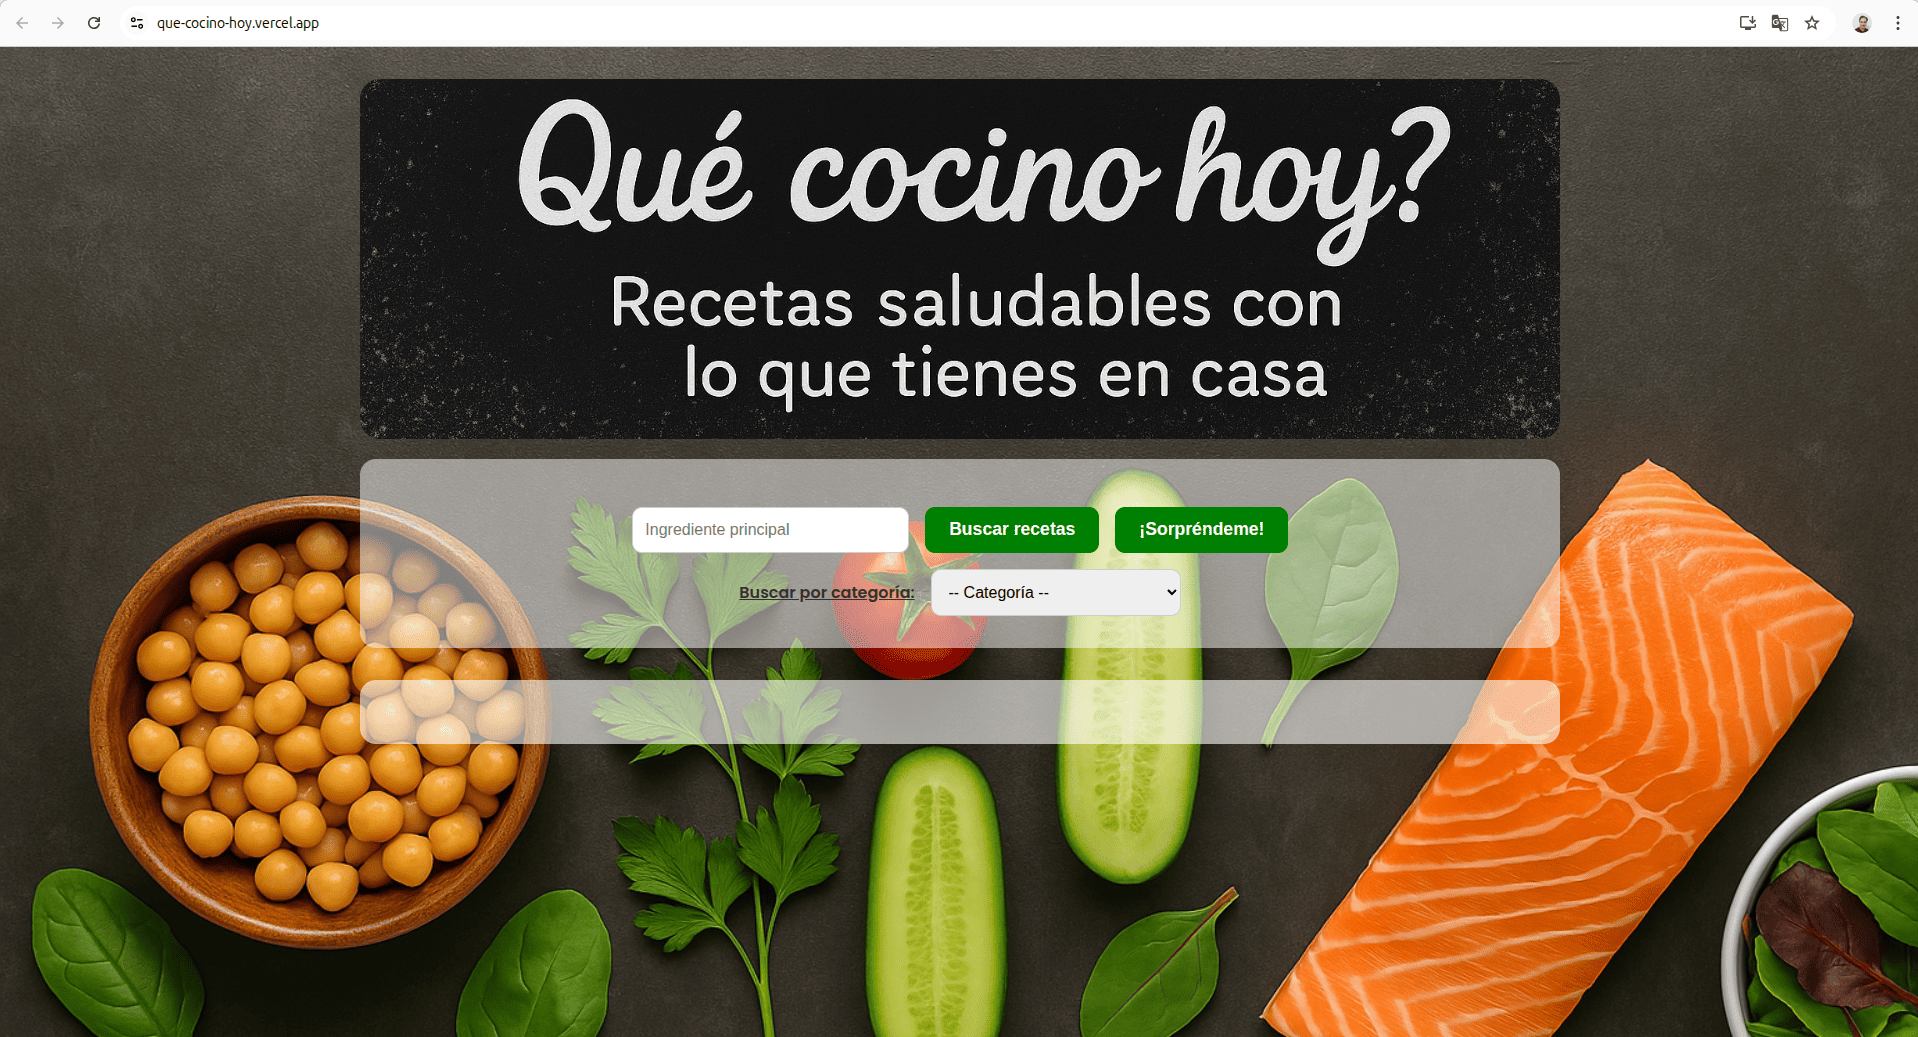 que-cocino-hoy.vercel.app
Qué cocino hoy?
Recetas saludables con
lo que tienes en casa
Ingrediente principal
Buscar recetas
¡Sorpréndeme!
Buscar por categoría:
-- Categoría --